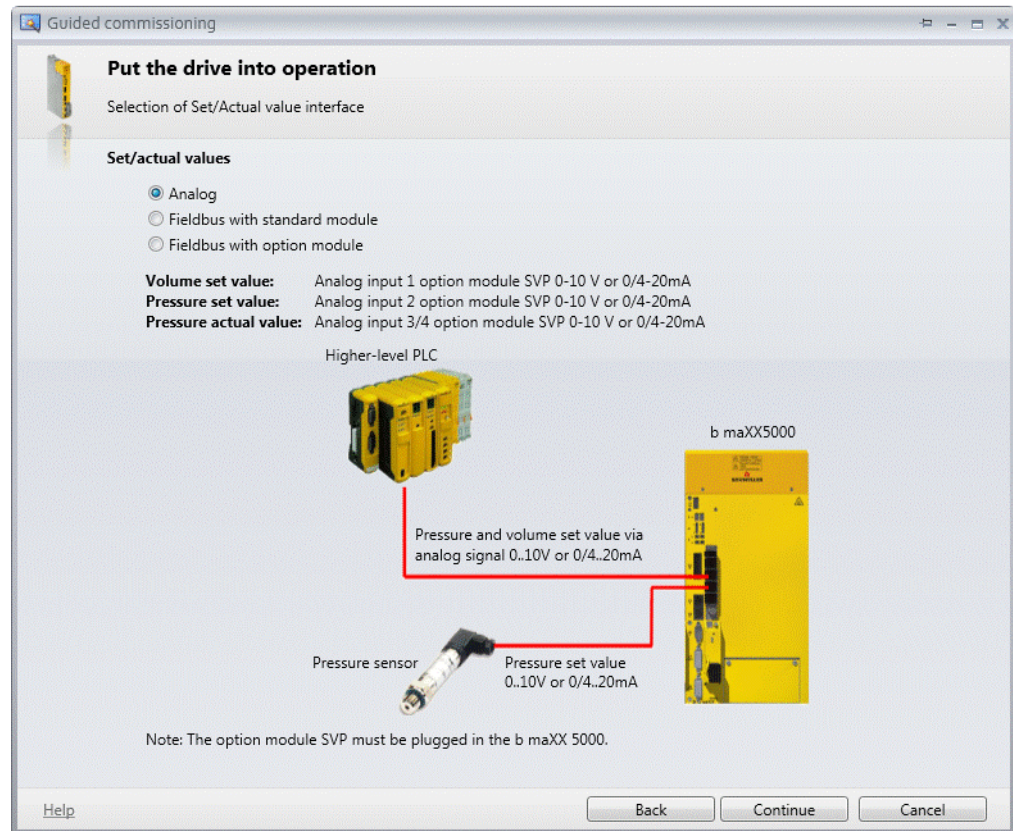 Guided commissioning
Put the drive into operation
Selection of Set/Actual value interface
Set/actual values
Analog
Fieldbus with standard module
Fieldbus with option module
Volume set value: Analog input 1 option module SVP 0-10 V or 0/4-20mA
Pressure set value: Analog input 2 option module SVP 0-10 V or 0/4-20mA
Pressure actual value: Analog input 3/4 option module SVP 0-10 V or 0/4-20mA
Higher-level PLC
b maXX5000
Pressure and volume set value via
analog signal 0..10V or 0/4..20mA
Pressure sensor
Pressure set value
0..10V or 0/4..20mA
Note: The option module SVP must be plugged in the b maXX 5000.
Help
Back
Continue
Cancel